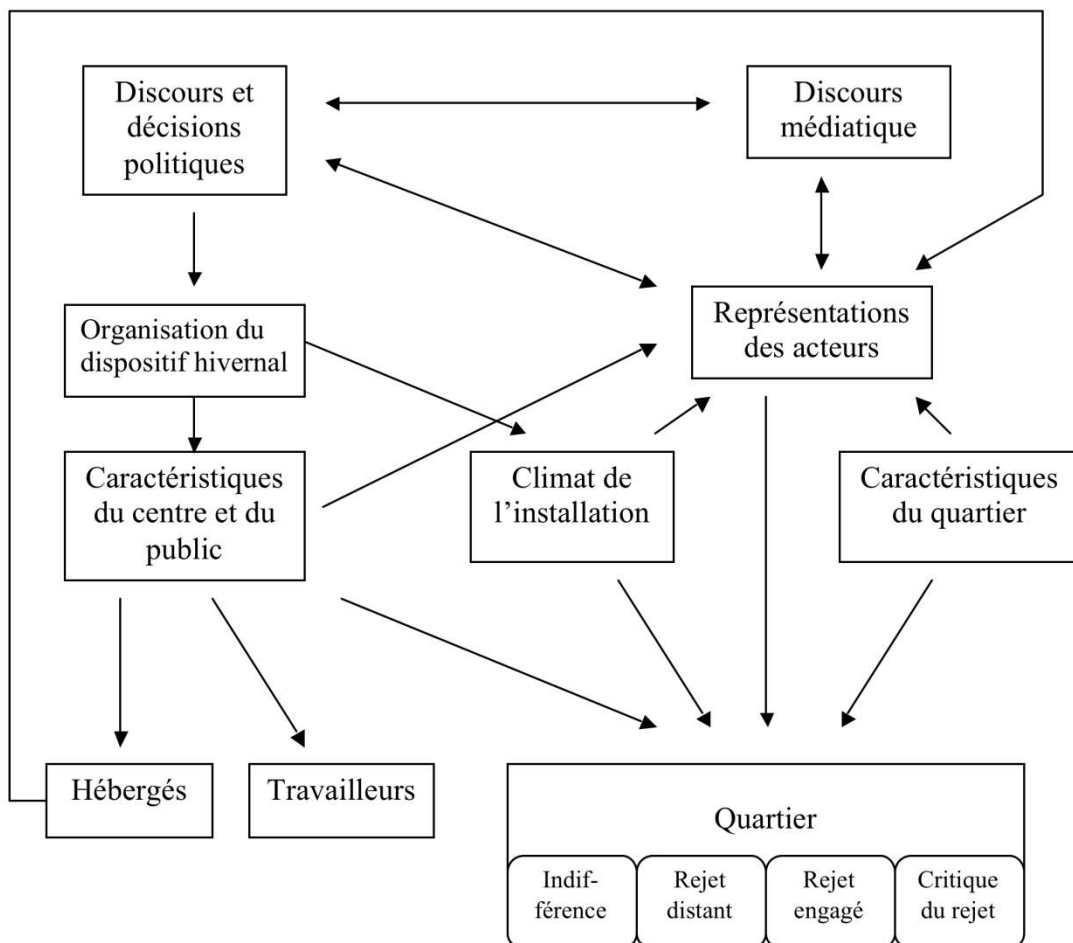 Discours et
décisions
politiques
Discours
médiatique
Organisation du
dispositif hivernal
Représentations
des acteurs
Caractéristiques
du centre et du
public
Climat de
l’installation
Caractéristiques
du quartier
Hébergés
Travailleurs
Quartier
Indif-
férence
Rejet
distant
Rejet
engagé
Critique
du rejet